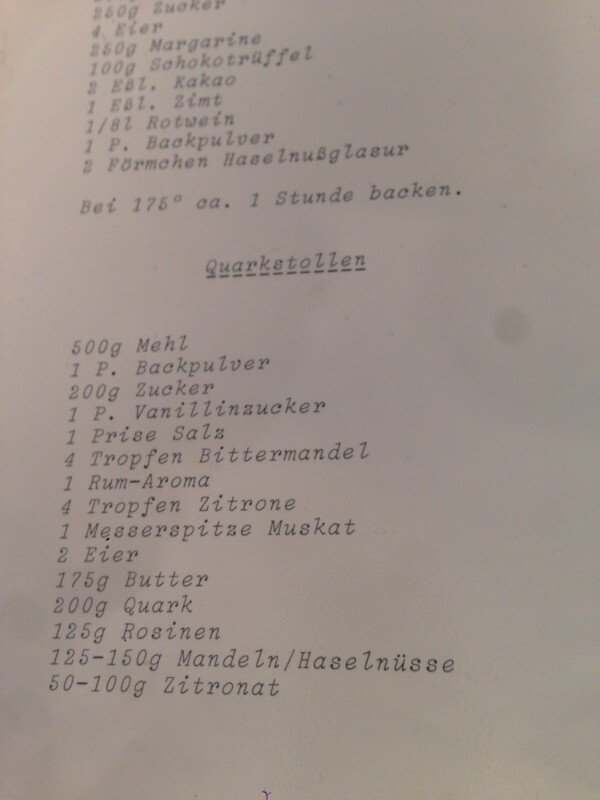 250g Zucker
4 Eier
250g Margarine
100g Schokotrüffel
2 Eßl. Kakao
1 Eßl. Zimt
1/8l Rotwein
1 P. Backpulver
2 Förmchen Haselnußglasur
Bei 175° ca. 1 Stunde backen.
Quarkstollen
500g Mehl
1 P. Backpulver
200g Zucker
1 P. Vanillinzucker
1 Prise Salz
4 Tropfen Bittermandel
1 Rum-Aroma
4 Tropfen Zitrone
1 Messerspitze Muskat
2 Eier
175g Butter
200g Quark
125g Rosinen
125-150g Mandeln/Haselnüsse
50-100g Zitronat